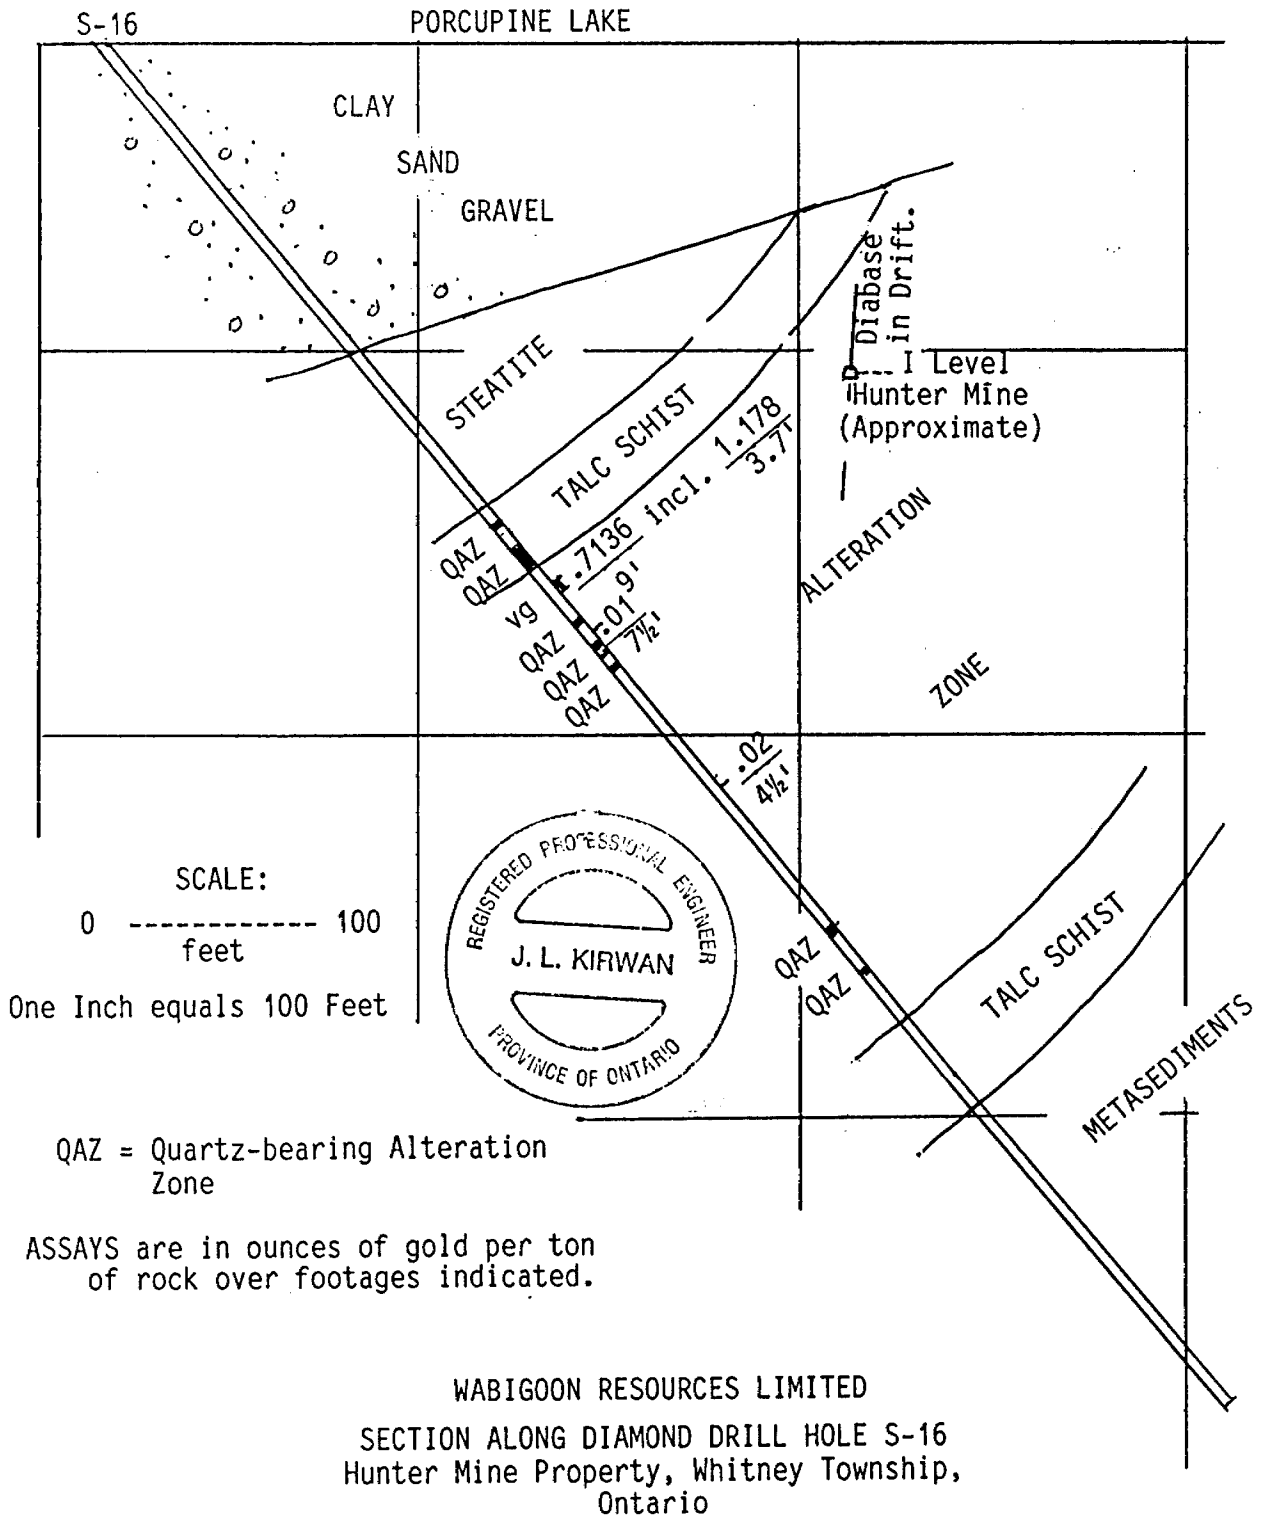 S-16
PORCUPINE LAKE
CLAY
SAND
GRAVEL
Diabase
in Drift.
I Level
Hunter Mine
(Approximate)
STEATITE
TALC SCHIST
.7136 incl. 1.178
9' 3.7'
QAZ
QAZ
vg
.01
7½'
QAZ
QAZ
QAZ
ALTERATION
ZONE
.02
4½'
SCALE:
0 -------------- 100
feet
One Inch equals 100 Feet
REGISTERED PROFESSIONAL ENGINEER
J. L. KIRWAN
PROVINCE OF ONTARIO
QAZ
QAZ
TALC SCHIST
METASEDIMENTS
QAZ = Quartz-bearing Alteration
Zone
ASSAYS are in ounces of gold per ton
of rock over footages indicated.
WABIGOON RESOURCES LIMITED
SECTION ALONG DIAMOND DRILL HOLE S-16
Hunter Mine Property, Whitney Township,
Ontario